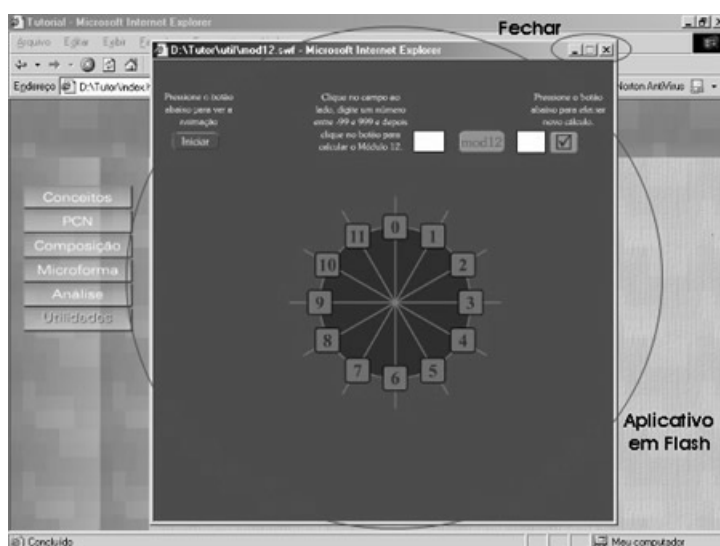 Tutorial - Microsoft Internet Explorer
Fechar
Arquivo Editar Exibir
D:\Tutor\util\mod12.swf - Microsoft Internet Explorer
Endereço D:\Tutor\index.h
Norton AntiVirus
Pressione o botão
abaixo para ver a
animação
Iniciar
Clique no campo ao
lado, digite um número
entre -99 e 999 e depois
clique no botão para
calcular o Módulo 12.
mod12
Pressione o botão
abaixo para efetuar
novo cálculo.
Conceitos
PCN
Composição
Microforma
Análise
Utilidades
0
1
2
3
4
5
6
7
8
9
10
11
Aplicativo
em Flash
Concluído
Meu computador